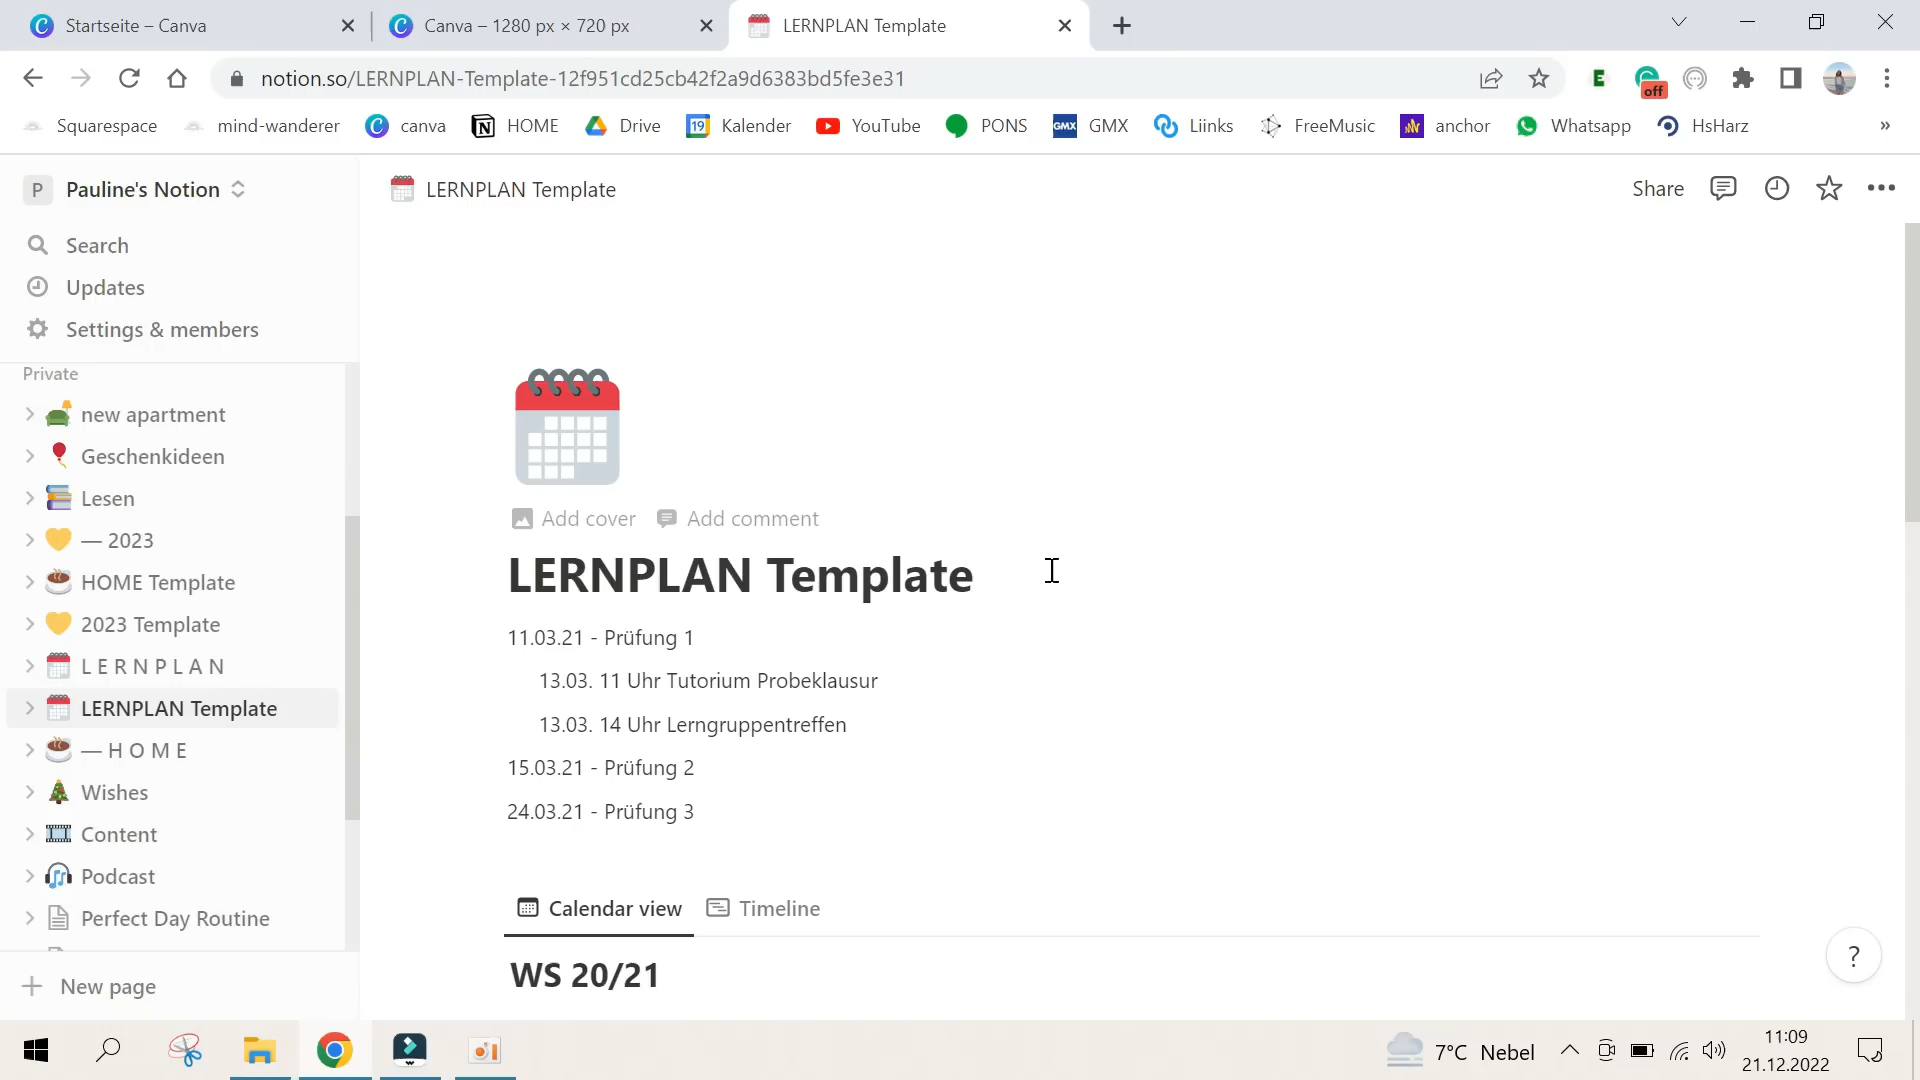 Startseite – Canva
Canva – 1280 px × 720 px
LERNPLAN Template
notion.so/LERNPLAN-Template-12f951cd25cb42f2a9d6383bd5fe3e31
off
Squarespace
mind-wanderer
canva
HOME
Drive
19
Kalender
YouTube
PONS
GMX
GMX
Liinks
FreeMusic
anchor
Whatsapp
HsHarz
»
P
Pauline's Notion
Search
Updates
Settings & members
Private
new apartment
Geschenkideen
Lesen
— 2023
HOME Template
2023 Template
L E R N P L A N
LERNPLAN Template
— H O M E
Wishes
Content
Podcast
Perfect Day Routine
New page
LERNPLAN Template
Share
Add cover
Add comment
LERNPLAN Template
11.03.21 - Prüfung 1
13.03. 11 Uhr Tutorium Probeklausur
13.03. 14 Uhr Lerngruppentreffen
15.03.21 - Prüfung 2
24.03.21 - Prüfung 3
Calendar view
Timeline
WS 20/21
?
7°C Nebel
11:09
21.12.2022